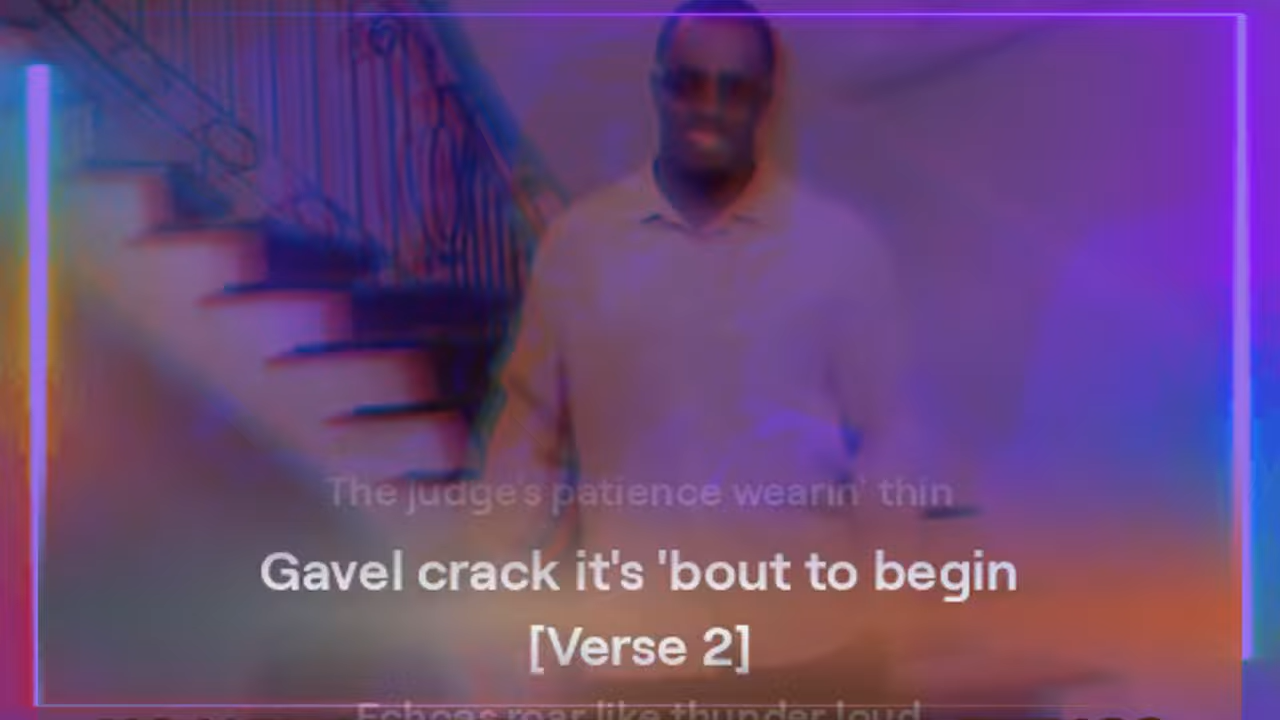 The judge's patience wearin' thin
Gavel crack it's 'bout to begin
[Verse 2]
Echoes roar like thunder loud